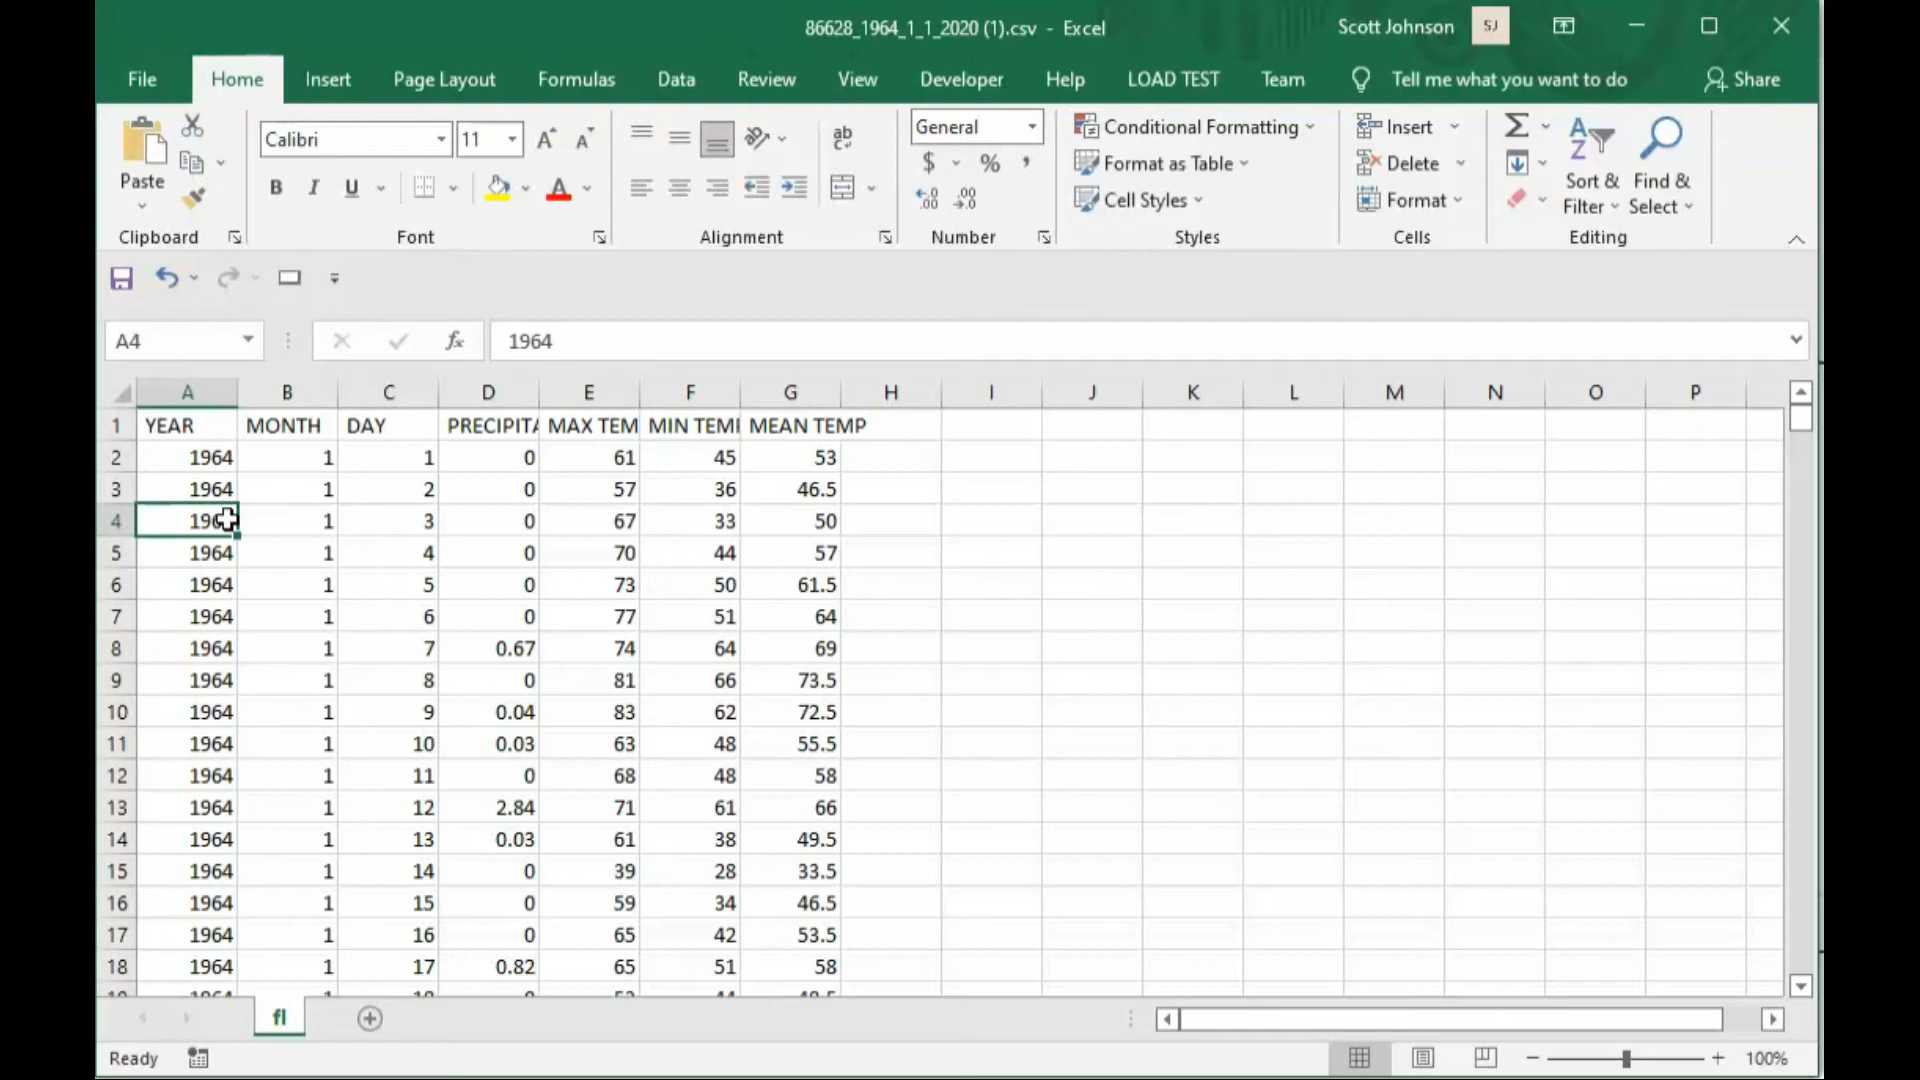 86628_1964_1_1_2020 (1).csv - Excel
Scott Johnson
SJ
File Home Insert Page Layout Formulas Data Review View Developer Help LOAD TEST Team Tell me what you want to do Share
Paste
Clipboard
Calibri 11
B I U A
Font
ab
Alignment
General
$ % ,
Number
Conditional Formatting
Format as Table
Cell Styles
Styles
Insert
Delete
Format
Cells
Sort & Filter
Find & Select
Editing
A4 fx 1964
A B C D E F G H I J K L M N O P
1 YEAR MONTH DAY PRECIPITA MAX TEM MIN TEM MEAN TEMP
2 1964 1 1 0 61 45 53
3 1964 1 2 0 57 36 46.5
4 1 3 0 67 33 50
5 1964 1 4 0 70 44 57
6 1964 1 5 0 73 50 61.5
7 1964 1 6 0 77 51 64
8 1964 1 7 0.67 74 64 69
9 1964 1 8 0 81 66 73.5
10 1964 1 9 0.04 83 62 72.5
11 1964 1 10 0.03 63 48 55.5
12 1964 1 11 0 68 48 58
13 1964 1 12 2.84 71 61 66
14 1964 1 13 0.03 61 38 49.5
15 1964 1 14 0 39 28 33.5
16 1964 1 15 0 59 34 46.5
17 1964 1 16 0 65 42 53.5
18 1964 1 17 0.82 65 51 58
fl
Ready
100%